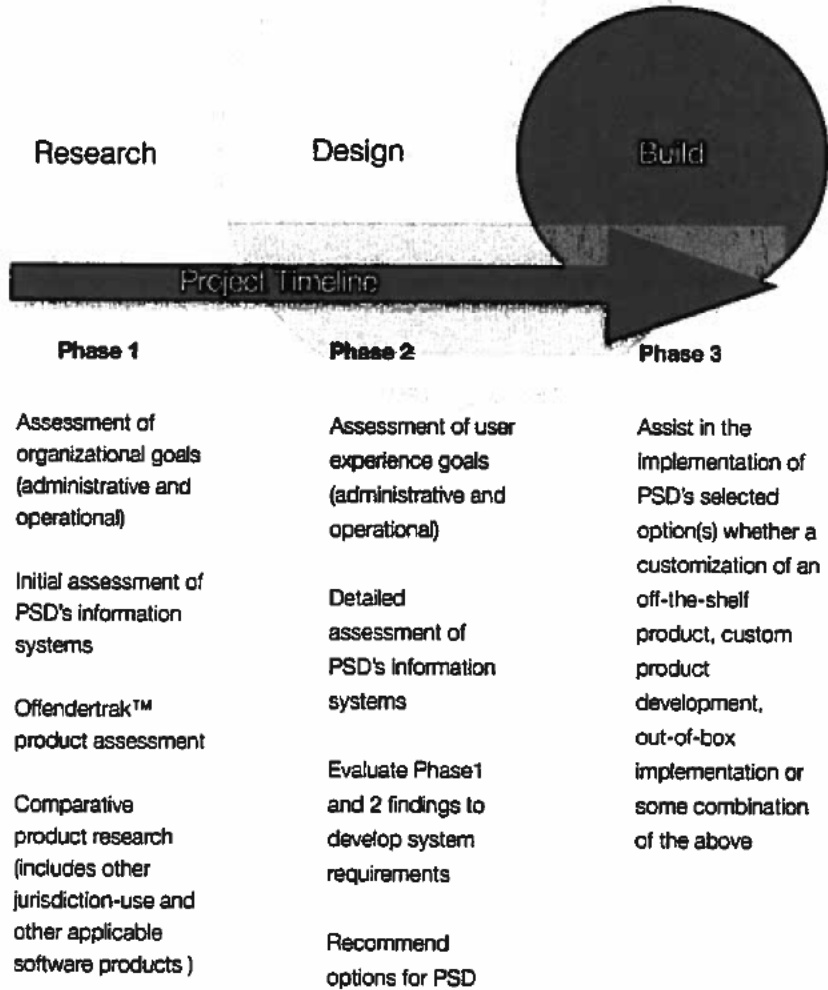 Research
Design
Build
Project Timeline
Phase 1
Assessment of
organizational goals
(administrative and
operational)
Initial assessment of
PSD's information
systems
Offendertrak™
product assessment
Comparative
product research
(includes other
jurisdiction-use and
other applicable
software products )
Phase 2
Assessment of user
experience goals
(administrative and
operational)
Detailed
assessment of
PSD's information
systems
Evaluate Phase1
and 2 findings to
develop system
requirements
Recommend
options for PSD
Phase 3
Assist in the
implementation of
PSD's selected
option(s) whether a
customization of an
off-the-shelf
product, custom
product
development,
out-of-box
implementation or
some combination
of the above